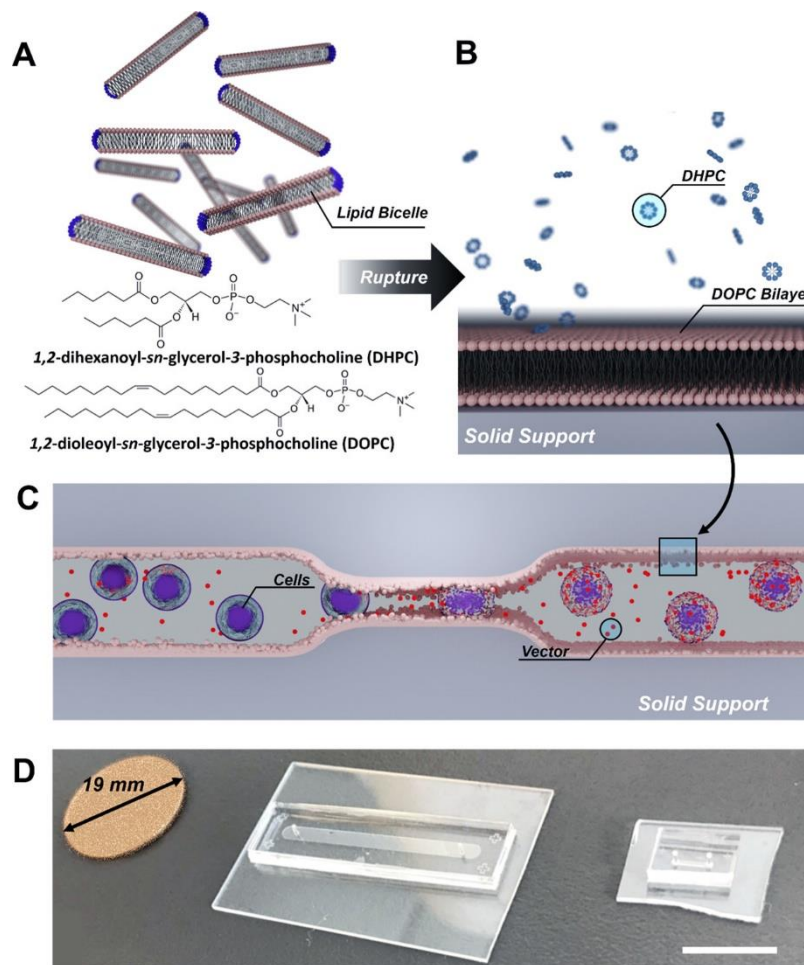 A
Lipid Bicelle
O
O
O
O
P
O
N⁺
O
O⁻
H
O
1,2-dihexanoyl-sn-glycerol-3-phosphocholine (DHPC)
O
O
O
O
P
O
N⁺
O
O⁻
H
O
1,2-dioleoyl-sn-glycerol-3-phosphocholine (DOPC)
Rupture
B
DHPC
DOPC Bilaye
Solid Support
C
Cells
Vector
Solid Support
D
19 mm